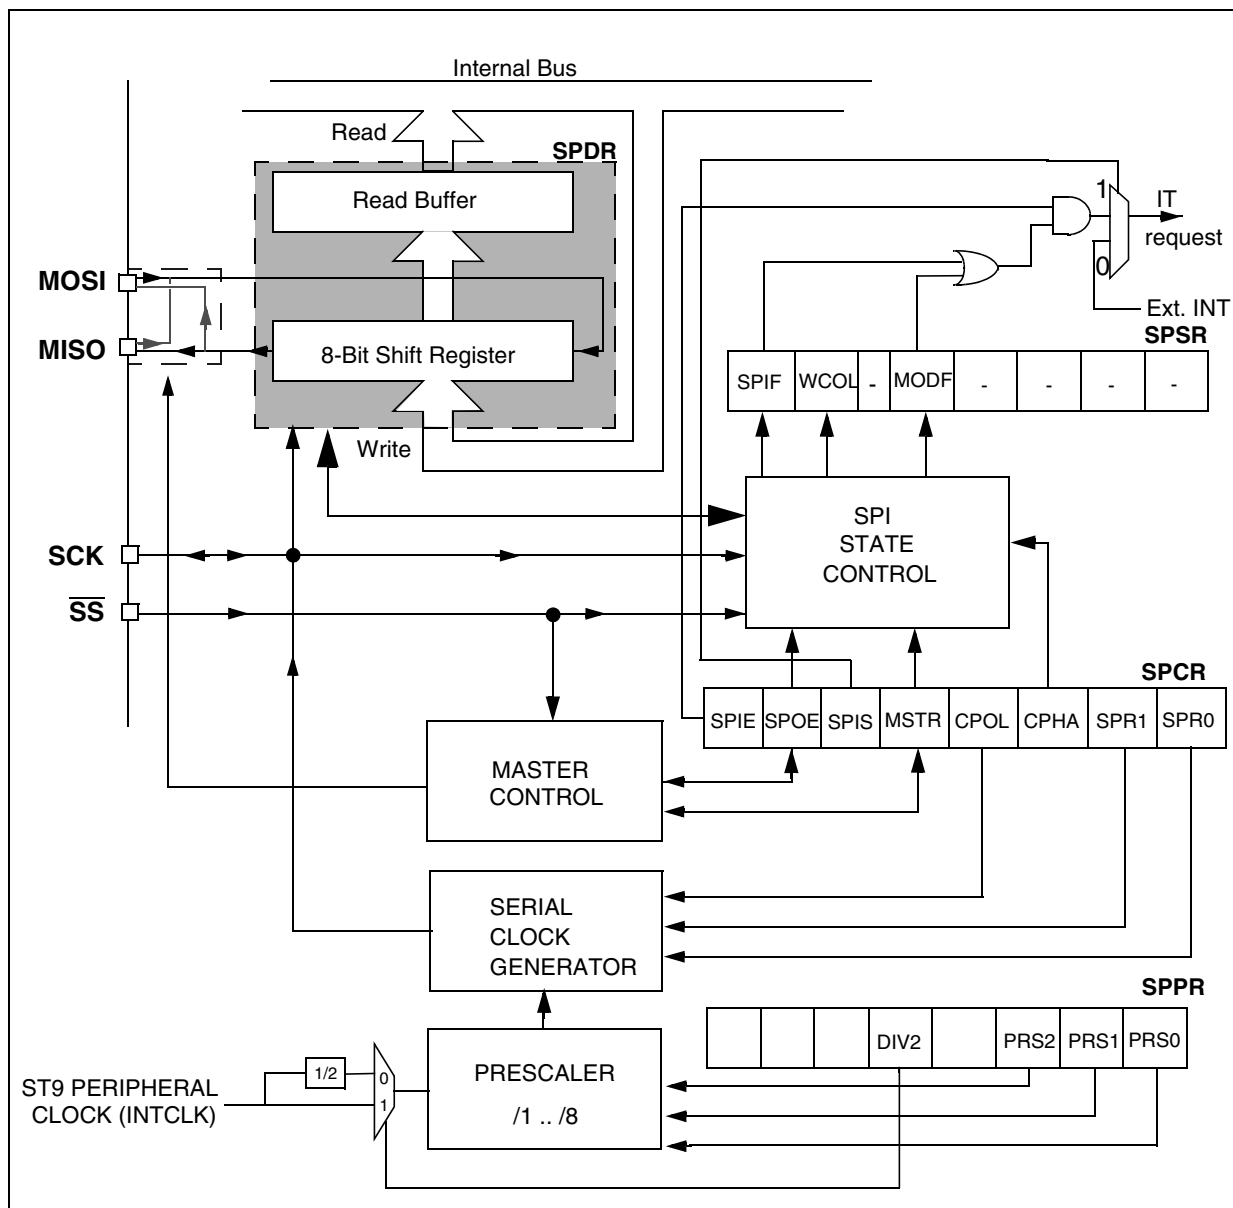 Internal Bus
Read
SPDR
Read Buffer
1
IT
request
0
MOSI
Ext. INT
MISO
8-Bit Shift Register
SPSR
SPIF WCOL - MODF - - - -
Write
SPI
STATE
CONTROL
SCK
SS
SPCR
SPIE SPOE SPIS MSTR CPOL CPHA SPR1 SPR0
MASTER
CONTROL
SERIAL
CLOCK
GENERATOR
SPPR
DIV2 PRS2 PRS1 PRS0
ST9 PERIPHERAL
CLOCK (INTCLK)
1/2
0
1
PRESCALER
/1 .. /8